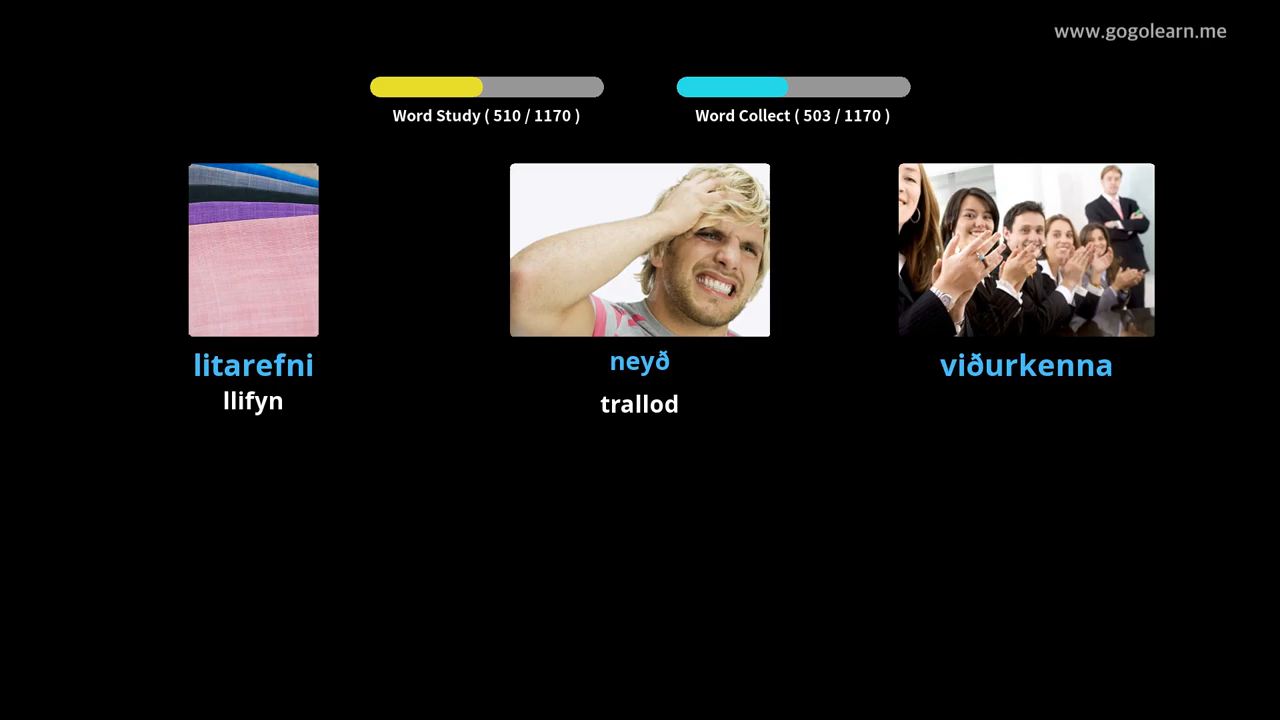 www.gogolearn.me
Word Study ( 510 / 1170 )
Word Collect ( 503 / 1170 )
litarefni
llifyn
neyð
trallod
viðurkenna